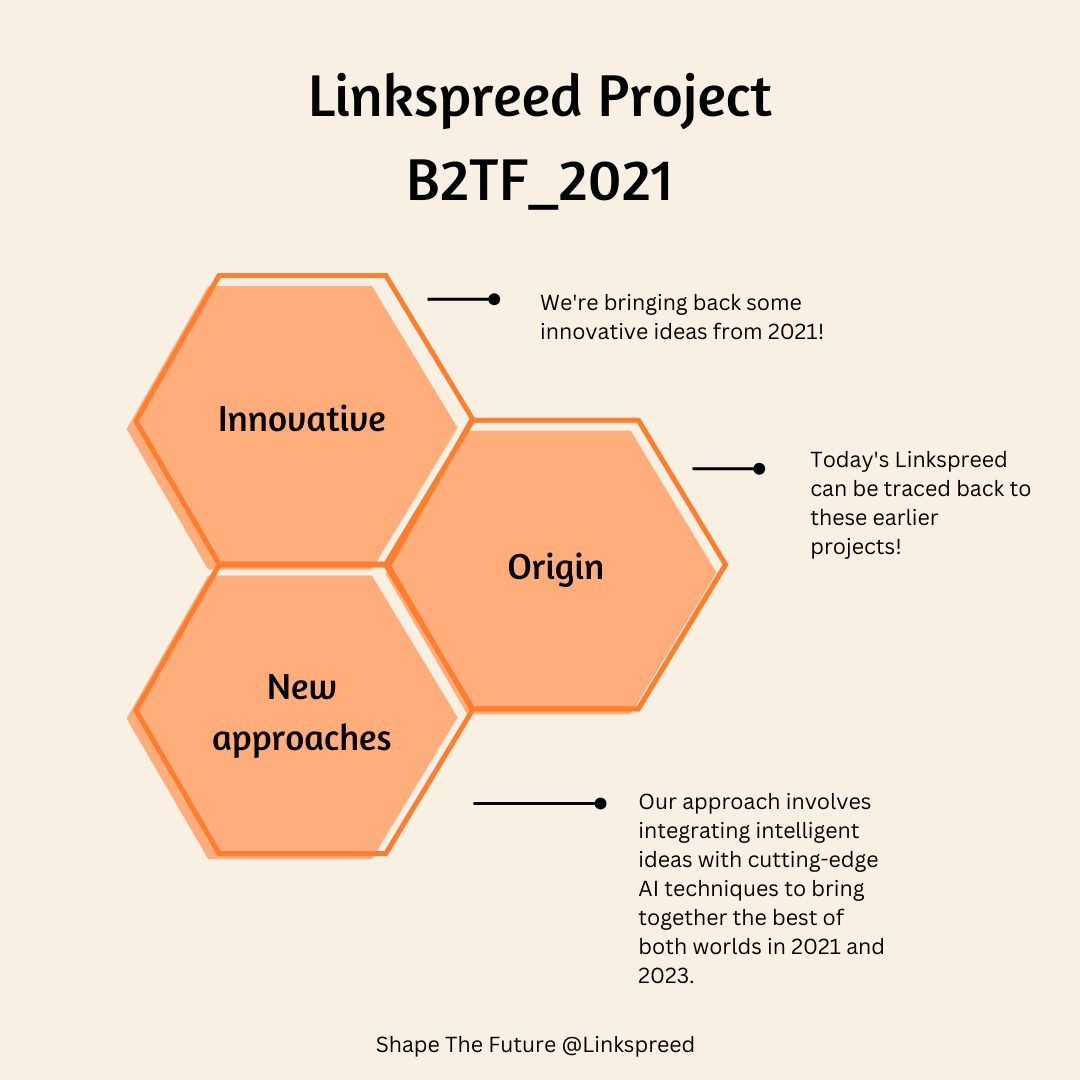 Linkspreed Project
B2TF_2021
Innovative
We're bringing back some
innovative ideas from 2021!
Origin
Today's Linkspreed
can be traced back to
these earlier
projects!
New
approaches
Our approach involves
integrating intelligent
ideas with cutting-edge
AI techniques to bring
together the best of
both worlds in 2021 and
2023.
Shape The Future @Linkspreed